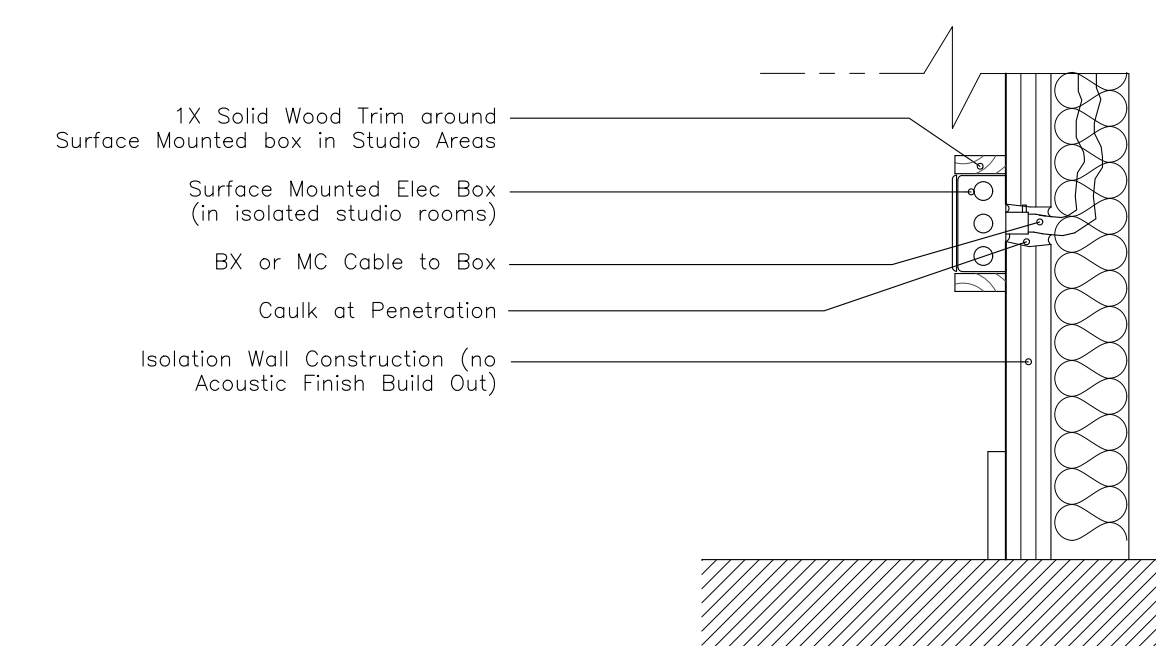 1X Solid Wood Trim around
Surface Mounted box in Studio Areas
Surface Mounted Elec Box
(in isolated studio rooms)
BX or MC Cable to Box
Caulk at Penetration
Isolation Wall Construction (no
Acoustic Finish Build Out)